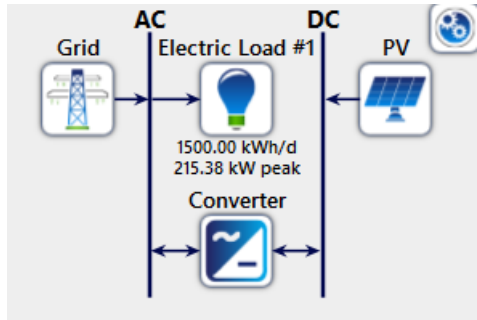 AC DC
Grid Electric Load #1 PV
1500.00 kWh/d
215.38 kW peak
Converter